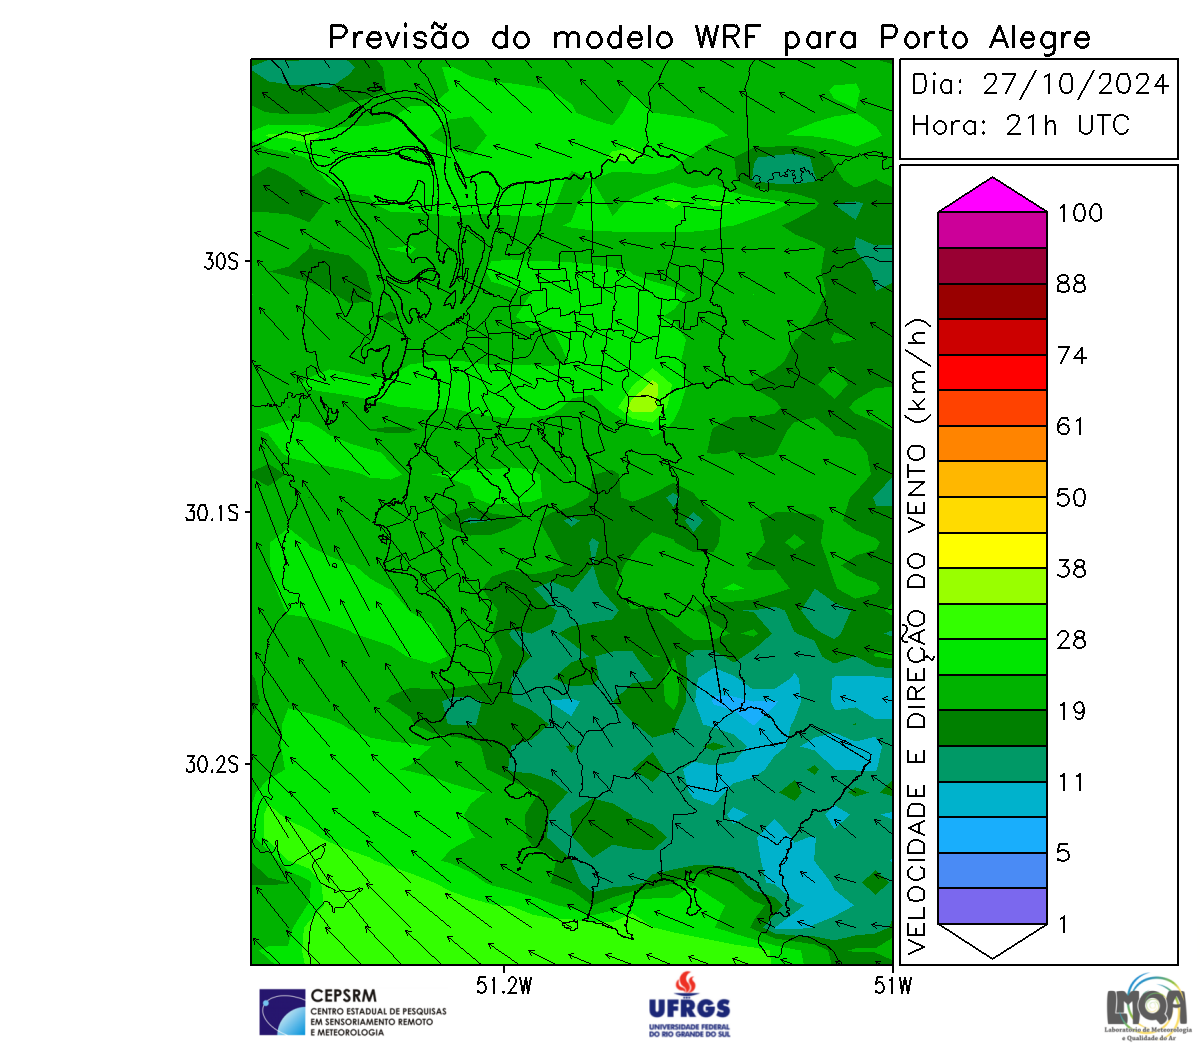 Previsão do modelo WRF para Porto Alegre
Dia: 27/10/2024
Hora: 21h UTC
30S
30.1S
30.2S
51.2W
51W
VELOCIDADE E DIREÇÃO DO VENTO (km/h)
100
88
74
61
50
38
28
19
11
5
1
CEPSRM
CENTRO ESTADUAL DE PESQUISAS
EM SENSORIAMENTO REMOTO
E METEOROLOGIA
UFRGS
UNIVERSIDADE FEDERAL
DO RIO GRANDE DO SUL
LMQA
Laboratório de Meteorologia
e Qualidade do Ar